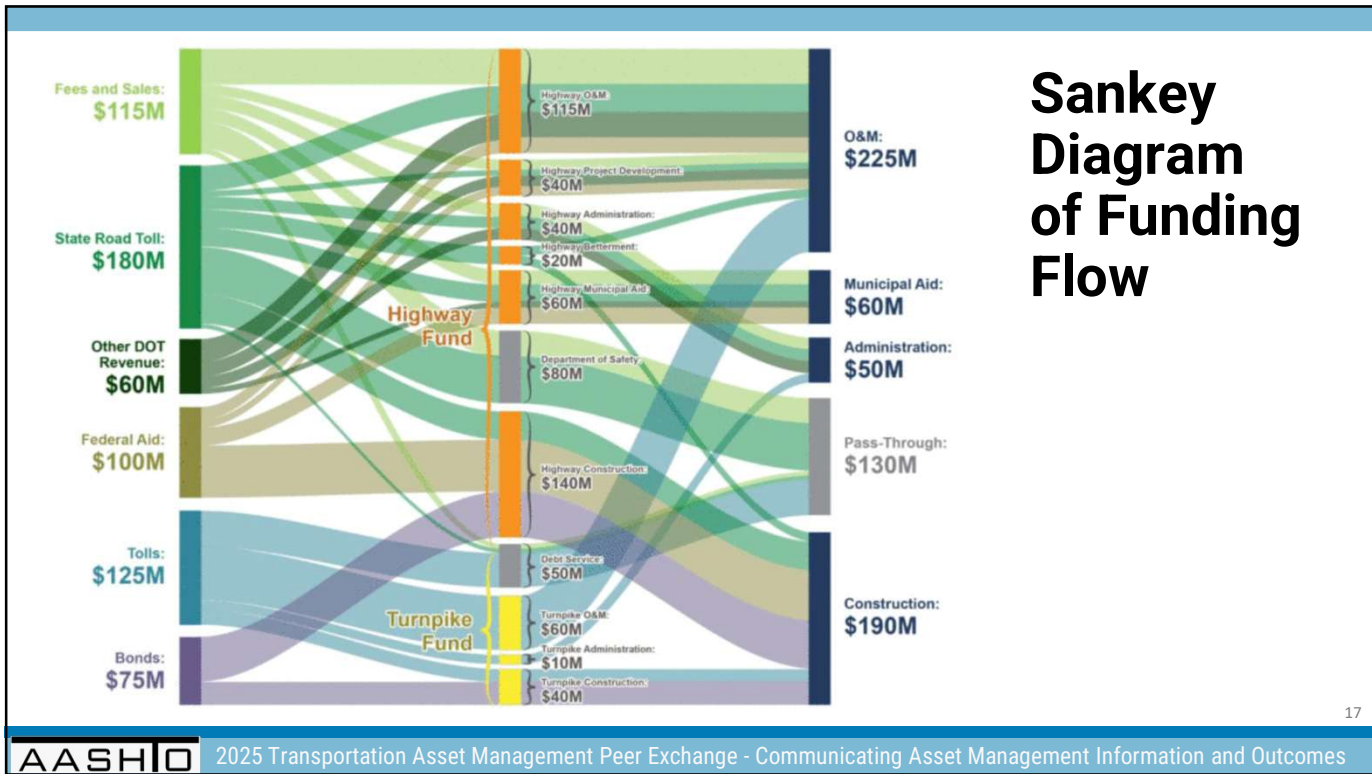 Sankey
Diagram
of Funding
Flow
Fees and Sales:
$115M
State Road Toll:
$180M
Other DOT
Revenue:
$60M
Federal Aid:
$100M
Tolls:
$125M
Bonds:
$75M
Highway
Fund
Turnpike
Fund
Highway O&M:
$115M
Highway Project Development:
$40M
Highway Administration:
$40M
Highway Betterment:
$20M
Highway Municipal Aid:
$60M
Department of Safety:
$80M
Highway Construction:
$140M
Debt Service:
$50M
Turnpike O&M:
$60M
Turnpike Administration:
$10M
Turnpike Construction:
$40M
O&M:
$225M
Municipal Aid:
$60M
Administration:
$50M
Pass-Through:
$130M
Construction:
$190M
17
AASHTO
2025 Transportation Asset Management Peer Exchange - Communicating Asset Management Information and Outcomes